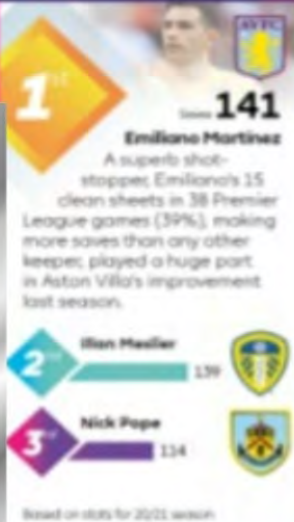 1st
Saves 141
Emiliano Martínez
A superb shot-
stopper, Emiliano's 15
clean sheets in 38 Premier
League games (39%), making
more saves than any other
keeper, played a huge part
in Aston Villa's improvement
last season.
2nd
Illan Meslier
139
3rd
Nick Pope
114
Based on stats for 20/21 season